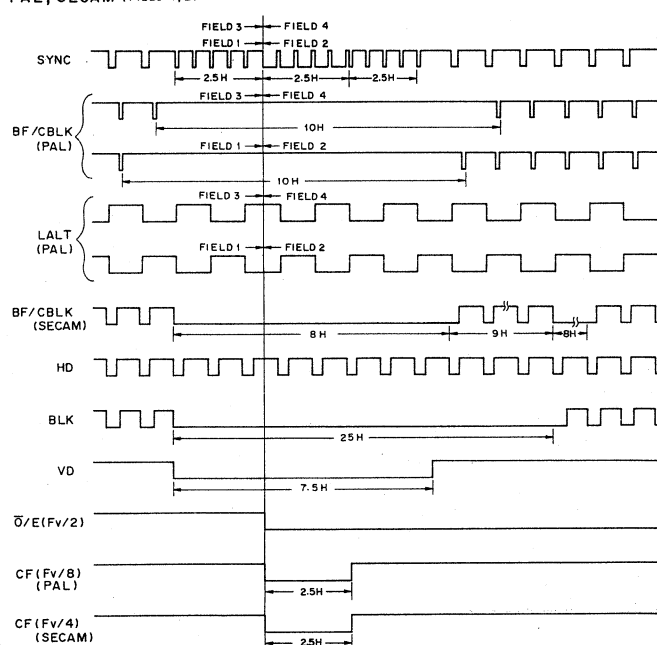 PAL, SECAM
FIELD 3 FIELD 4
FIELD 1 FIELD 2
SYNC
2.5H 2.5H 2.5H
FIELD 3 FIELD 4
BF/CBLK
(PAL)
10H
FIELD 1 FIELD 2
10H
FIELD 3 FIELD 4
LALT
(PAL)
FIELD 1 FIELD 2
BF/CBLK
(SECAM)
8H 9H 8H
HD
BLK
25H
VD
7.5H
O̅/E(Fv/2)
CF(Fv/8)
(PAL)
2.5H
CF(Fv/4)
(SECAM)
2.5H